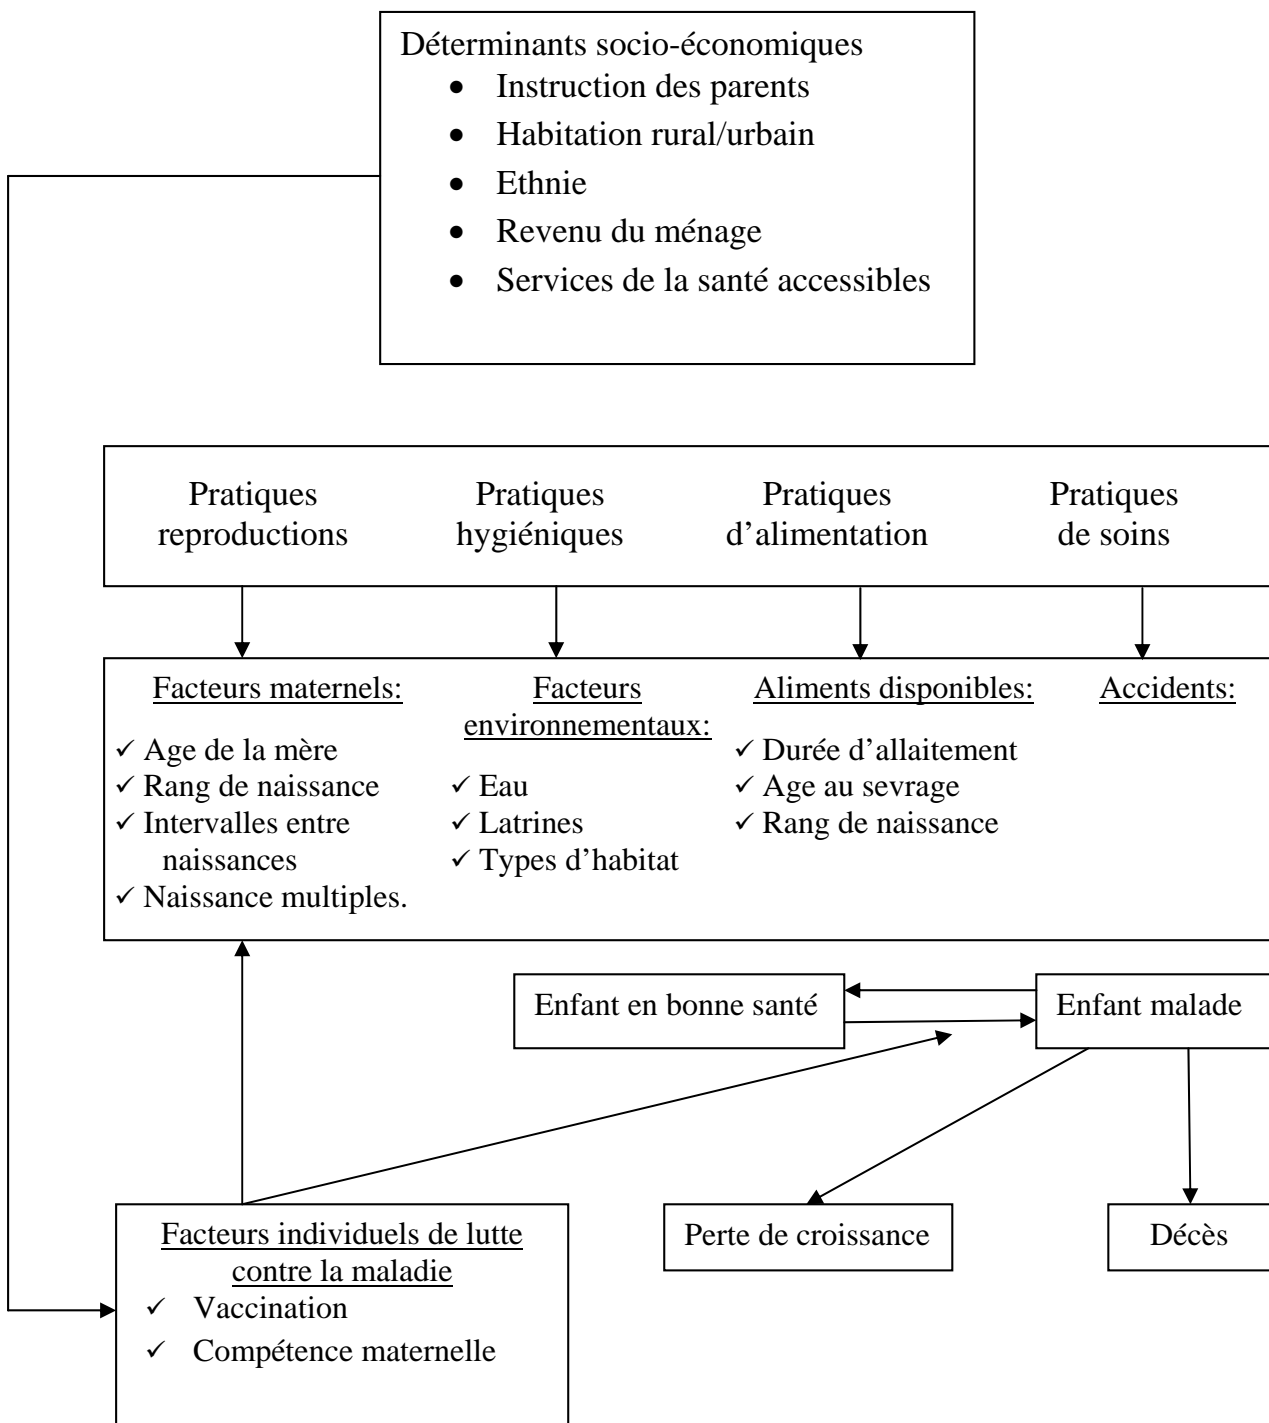 Déterminants socio-économiques
• Instruction des parents
• Habitation rural/urbain
• Ethnie
• Revenu du ménage
• Services de la santé accessibles
Pratiques
reproductions
Pratiques
hygiéniques
Pratiques
d’alimentation
Pratiques
de soins
Facteurs maternels:
✓ Age de la mère
✓ Rang de naissance
✓ Intervalles entre
naissances
✓ Naissance multiples.
Facteurs
environnementaux:
✓ Eau
✓ Latrines
✓ Types d’habitat
Aliments disponibles:
✓ Durée d’allaitement
✓ Age au sevrage
✓ Rang de naissance
Accidents:
Enfant en bonne santé
Enfant malade
Facteurs individuels de lutte
contre la maladie
✓ Vaccination
✓ Compétence maternelle
Perte de croissance
Décès